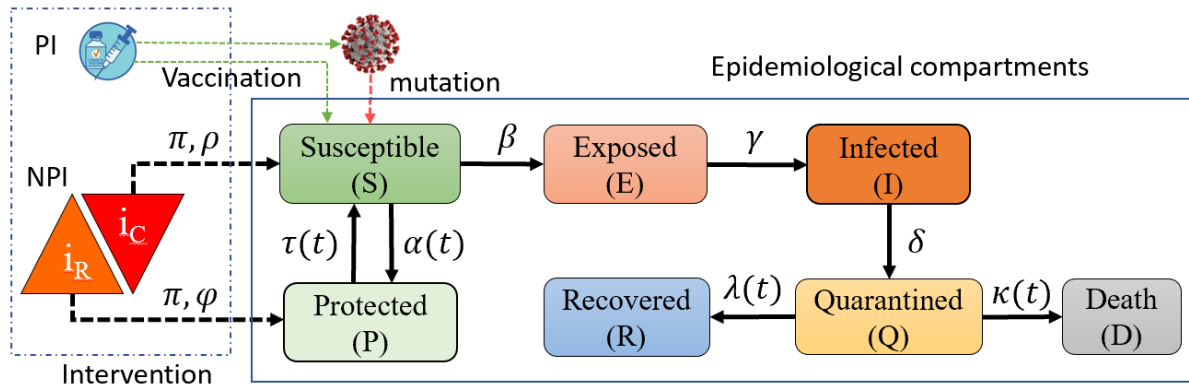 PI
Vaccination
mutation
Epidemiological compartments
π, ρ
Susceptible
(S)
β
Exposed
(E)
γ
Infected
(I)
NPI
i_C
i_R
τ(t)
α(t)
δ
π, φ
Protected
(P)
Recovered
(R)
λ(t)
Quarantined
(Q)
κ(t)
Death
(D)
Intervention